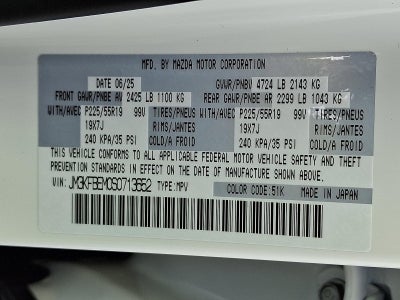 MFD. BY MAZDA MOTOR CORPORATION
DATE 06/25 GVWR/PNBV 4724 LB 2143 KG
FRONT GAWR/PNBE AV 2425 LB 1100 KG REAR GAWR/PNBE AR 2299 LB 1043 KG
WITH/AVEC P225/55R19 99V TIRES/PNEUS WITH/AVEC P225/55R19 99V TIRES/PNEUS
19X7J RIMS/JANTES 19X7J RIMS/JANTES
240 KPA/35 PSI COLD/A FROID 240 KPA/35 PSI COLD/A FROID
THIS VEHICLE CONFORMS TO ALL APPLICABLE FEDERAL MOTOR VEHICLE SAFETY AND THEFT
PREVENTION STANDARDS IN EFFECT ON THE DATE OF MANUFACTURE SHOWN ABOVE.
VIN: JM3KFBEM0S0713652 TYPE:MPV COLOR CODE: 51K MADE IN JAPAN